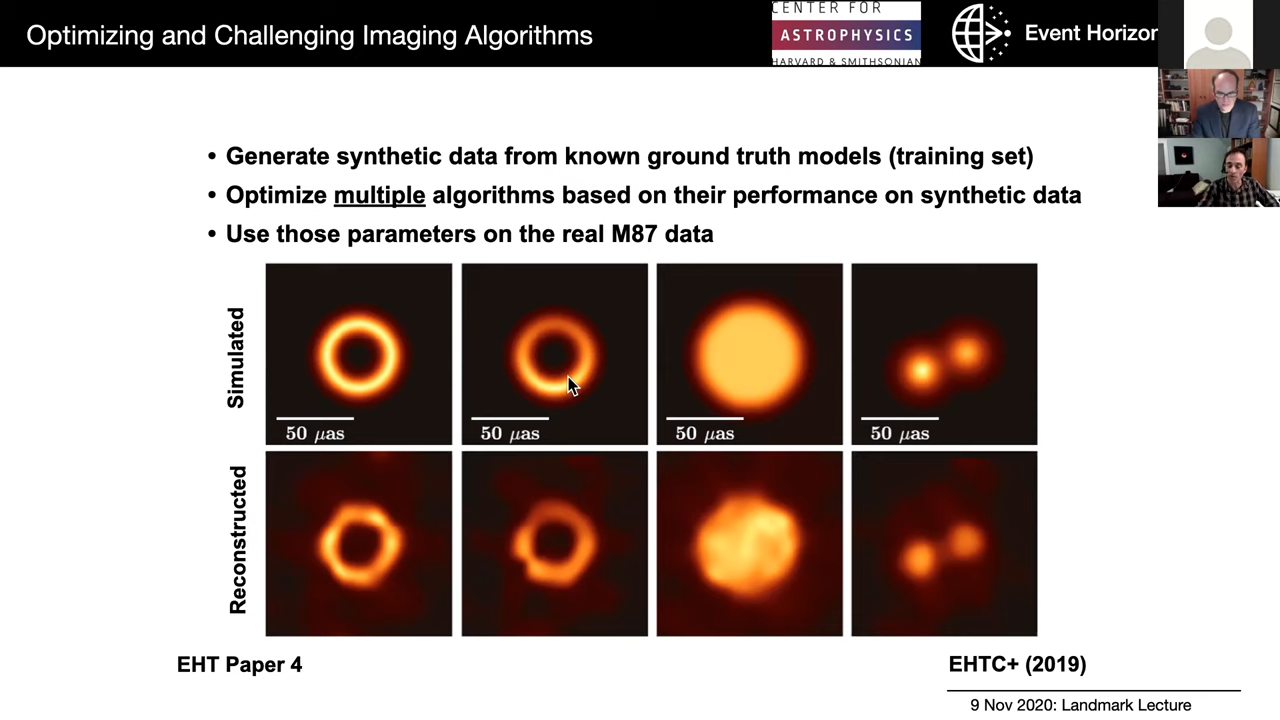 Optimizing and Challenging Imaging Algorithms
CENTER FOR
ASTROPHYSICS
HARVARD & SMITHSONIAN
Event Horizon
• Generate synthetic data from known ground truth models (training set)
• Optimize multiple algorithms based on their performance on synthetic data
• Use those parameters on the real M87 data
Simulated
50 μas
50 μas
50 μas
50 μas
Reconstructed
EHT Paper 4
EHTC+ (2019)
9 Nov 2020: Landmark Lecture